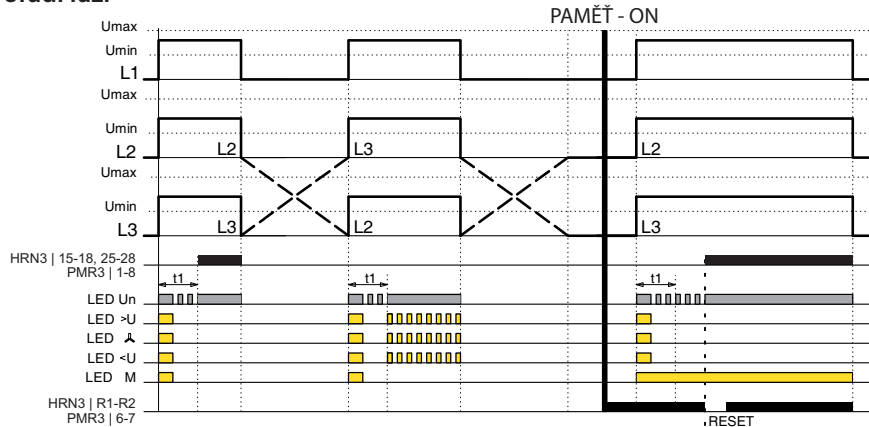 PAMĚŤ - ON
Umax
Umin
L1
Umax
Umin
L2 L2 L3 L2
Umax
Umin
L3 L3 L2 L3
HRN3 | 15-18, 25-28
PMR3 | 1-8
t1 t1 t1
LED Un
LED >U
LED
LED <U
LED M
HRN3 | R1-R2
PMR3 | 6-7
RESET